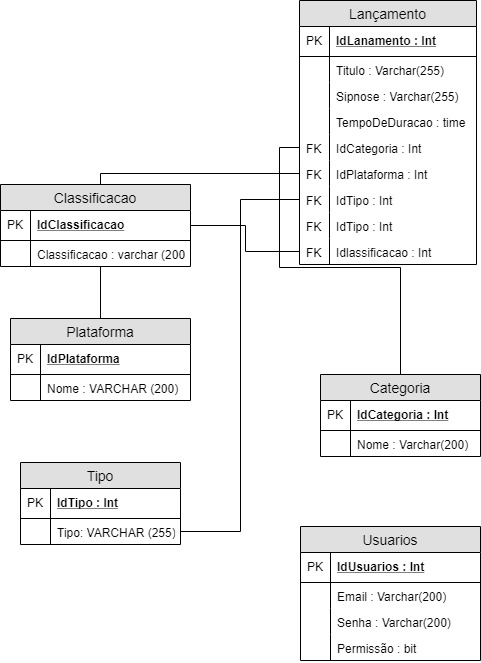 Lançamento
PK IdLanamento : Int
Titulo : Varchar(255)
Sipnose : Varchar(255)
TempoDeDuracao : time
FK IdCategoria : Int
FK IdPlataforma : Int
FK IdTipo : Int
FK IdTipo : Int
FK Idlassificacao : Int
Classificacao
PK IdClassificacao
Classificacao : varchar (200
Plataforma
PK IdPlataforma
Nome : VARCHAR (200)
Categoria
PK IdCategoria : Int
Nome : Varchar(200)
Tipo
PK IdTipo : Int
Tipo: VARCHAR (255)
Usuarios
PK IdUsuarios : Int
Email : Varchar(200)
Senha : Varchar(200)
Permissão : bit